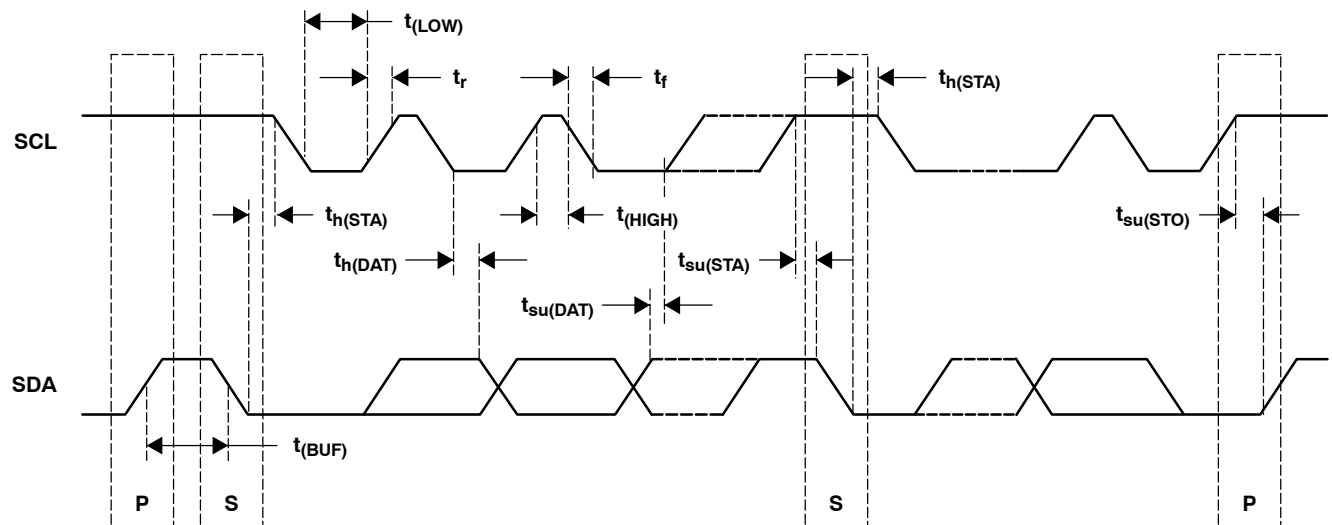 t(LOW)
tr
tf
th(STA)
SCL
th(STA)
t(HIGH)
tsu(STO)
th(DAT)
tsu(STA)
tsu(DAT)
SDA
t(BUF)
P
S
S
P